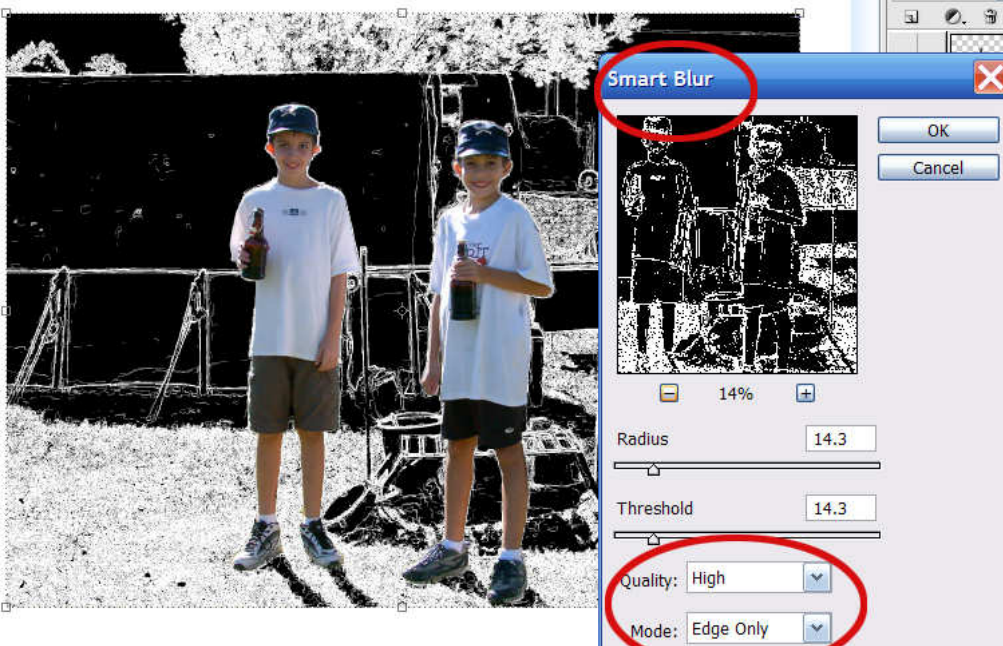 Smart Blur
OK
Cancel
14%
Radius
14.3
Threshold
14.3
Quality:
High
Mode:
Edge Only